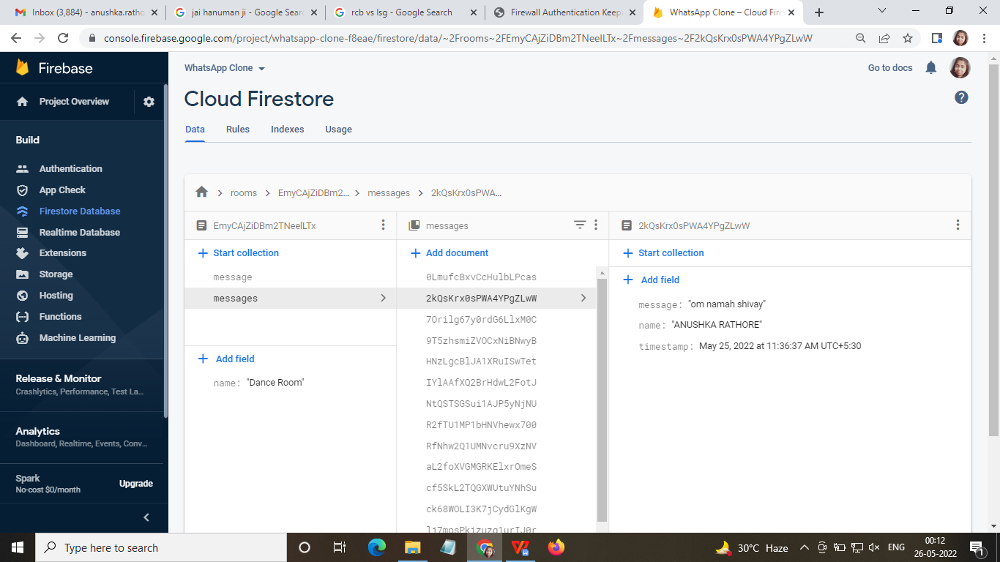 Inbox (3,884) - anushka.ratho
jai hanuman ji - Google Sear
rcb vs lsg - Google Search
Firewall Authentication Keepa
WhatsApp Clone – Cloud Fire
console.firebase.google.com/project/whatsapp-clone-f8eae/firestore/data/~2Frooms~2FEmyCAjZiDBm2TNeelLTx~2Fmessages~2F2kQsKrx0sPWA4YPgZLwW
Firebase
Project Overview
Build
Authentication
App Check
Firestore Database
Realtime Database
Extensions
Storage
Hosting
Functions
Machine Learning
Release & Monitor
Crashlytics, Performance, Test La...
Analytics
Dashboard, Realtime, Events, Conv...
Spark
No-cost $0/month
Upgrade
WhatsApp Clone
Go to docs
Cloud Firestore
Data Rules Indexes Usage
rooms EmyCAjZiDBm2... messages 2kQsKrx0sPWA...
EmyCAjZiDBm2TNeelLTx
Start collection
message
messages
Add field
name: "Dance Room"
messages
Add document
0LmufcBxvCcHulbLPcas
2kQsKrx0sPWA4YPgZLwW
7Orilg67y0rdG6LlxM0C
9T5zhsmiZVOCxNiBNwyB
HNzLgcBlJA1XRuISwTet
IYlAAfXQ2BrHdwL2FotJ
NtQSTSGSui1AJP5yNjNU
R2fTU1MP1bHNVhewx700
RfNhw2Q1UMNvcru9XzNV
aL2foXVGMGRKElxrOmeS
cf5SkL2TQGXWUtuYNhSu
ck68WOLI3K7jCydGlKgW
2kQsKrx0sPWA4YPgZLwW
Start collection
Add field
message: "om namah shivay"
name: "ANUSHKA RATHORE"
timestamp: May 25, 2022 at 11:36:37 AM UTC+5:30
Type here to search
30°C Haze
ENG
00:12
26-05-2022
1